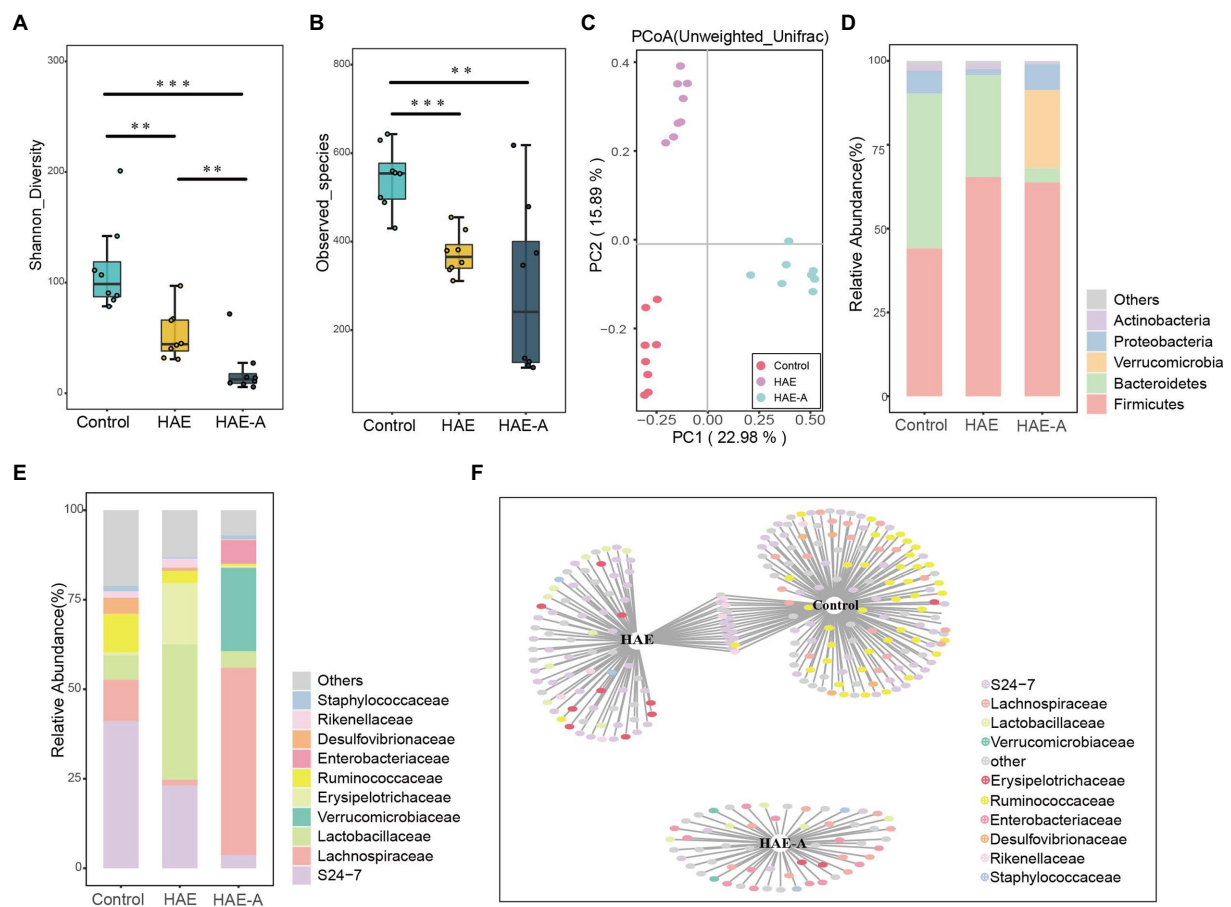 A
Shannon_Diversity
300
200
100
0
***
**
**
Control
HAE
HAE-A
B
Observed_species
800
600
400
200
**
***
Control
HAE
HAE-A
C
PCoA(Unweighted_Unifrac)
PC2 ( 15.89 % )
0.4
0.2
0.0
−0.2
Control
HAE
HAE-A
−0.25
0.00
0.25
0.50
PC1 ( 22.98 % )
D
Relative Abundance(%)
100
75
50
25
0
Control
HAE
HAE-A
Others
Actinobacteria
Proteobacteria
Verrucomicrobia
Bacteroidetes
Firmicutes
E
Relative Abundance(%)
100
75
50
25
0
Control
HAE
HAE-A
Others
Staphylococcaceae
Rikenellaceae
Desulfovibrionaceae
Enterobacteriaceae
Ruminococcaceae
Erysipelotrichaceae
Verrucomicrobiaceae
Lactobacillaceae
Lachnospiraceae
S24−7
F
HAE
Control
HAE-A
S24−7
Lachnospiraceae
Lactobacillaceae
Verrucomicrobiaceae
other
Erysipelotrichaceae
Ruminococcaceae
Enterobacteriaceae
Desulfovibrionaceae
Rikenellaceae
Staphylococcaceae